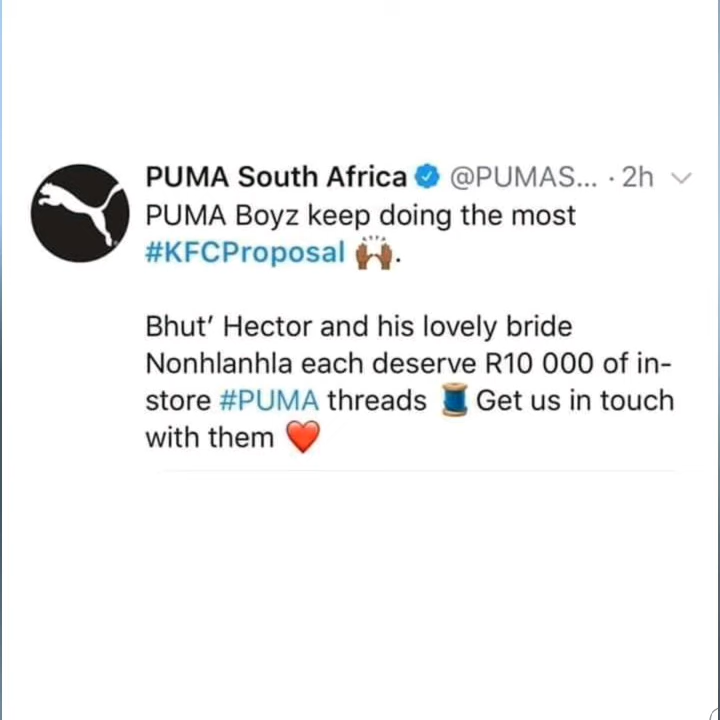 PUMA South Africa @PUMAS... · 2h
PUMA Boyz keep doing the most
#KFCProposal 🙌🏾.
Bhut’ Hector and his lovely bride
Nonhlanhla each deserve R10 000 of in-
store #PUMA threads 🧵 Get us in touch
with them ❤️